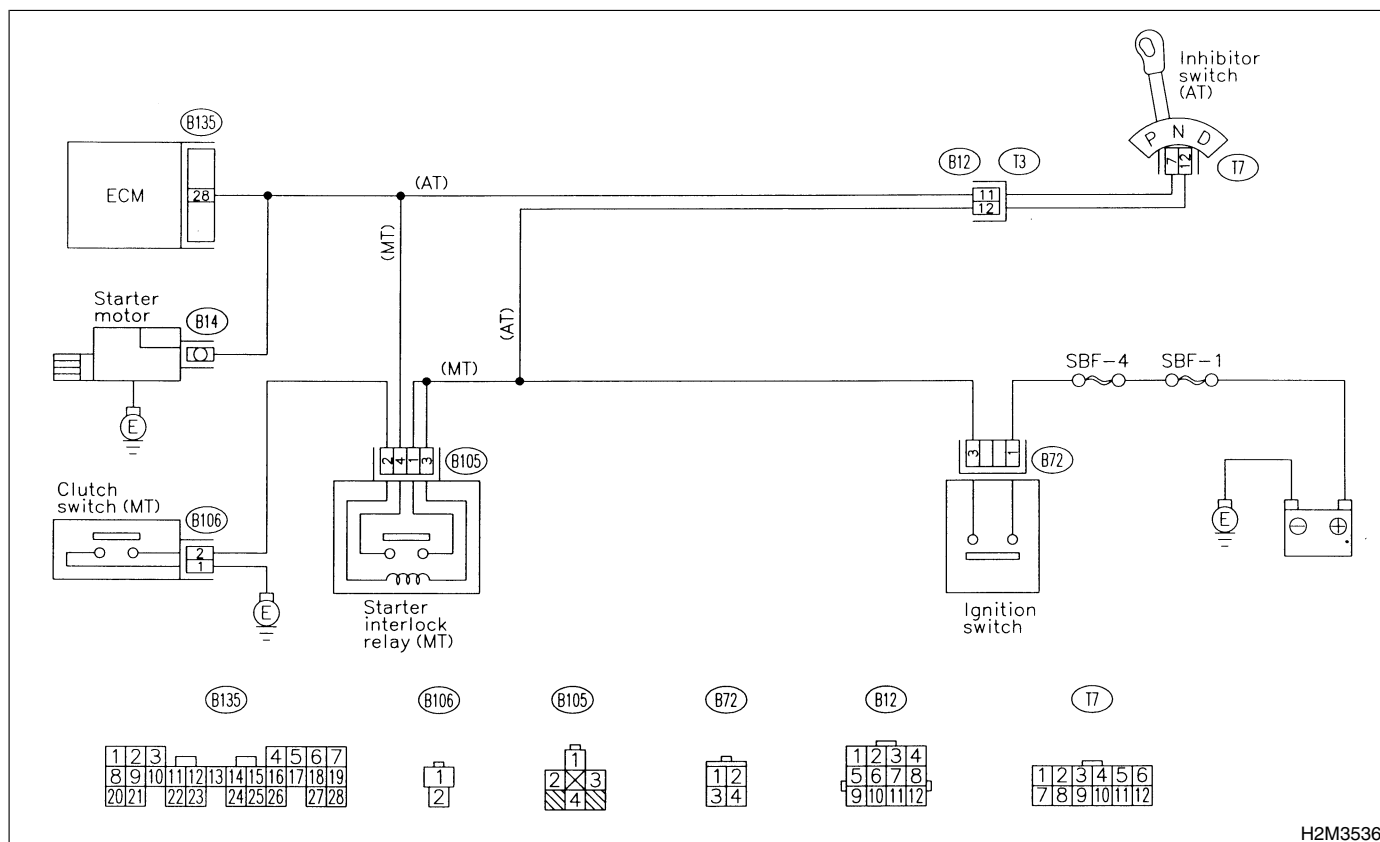 Inhibitor
switch
(AT)
P N D
7 12
T7
B135
ECM
28
(AT)
B12 T3
11
12
(MT)
(AT)
Starter
motor
B14
E
(MT)
SBF-4 SBF-1
2 4 1 3
B105
3 1
B72
Clutch
switch (MT)
B106
2
1
E
E
⊖ ⊕
Starter
interlock
relay (MT)
Ignition
switch
B135 B106 B105 B72 B12 T7
1 2 3 4 5 6 7
8 9 10 11 12 13 14 15 16 17 18 19
20 21 22 23 24 25 26 27 28
1
2
1
2 3
4
1 2
3 4
1 2 3 4
5 6 7 8
9 10 11 12
1 2 3 4 5 6
7 8 9 10 11 12
H2M3536